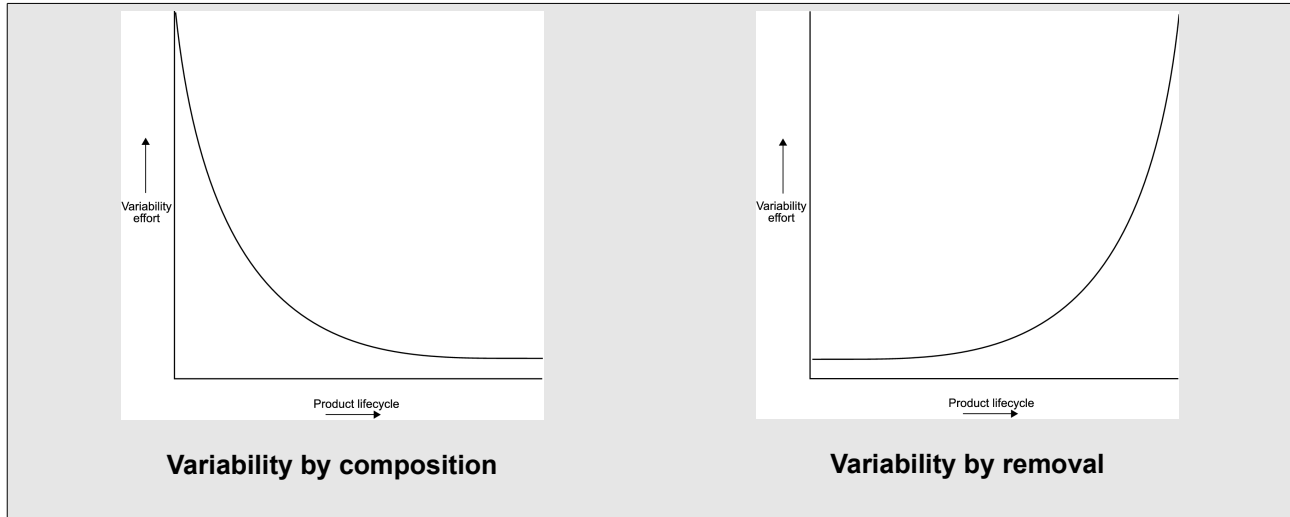 Variability
effort
Product lifecycle
Variability by composition
Variability
effort
Product lifecycle
Variability by removal